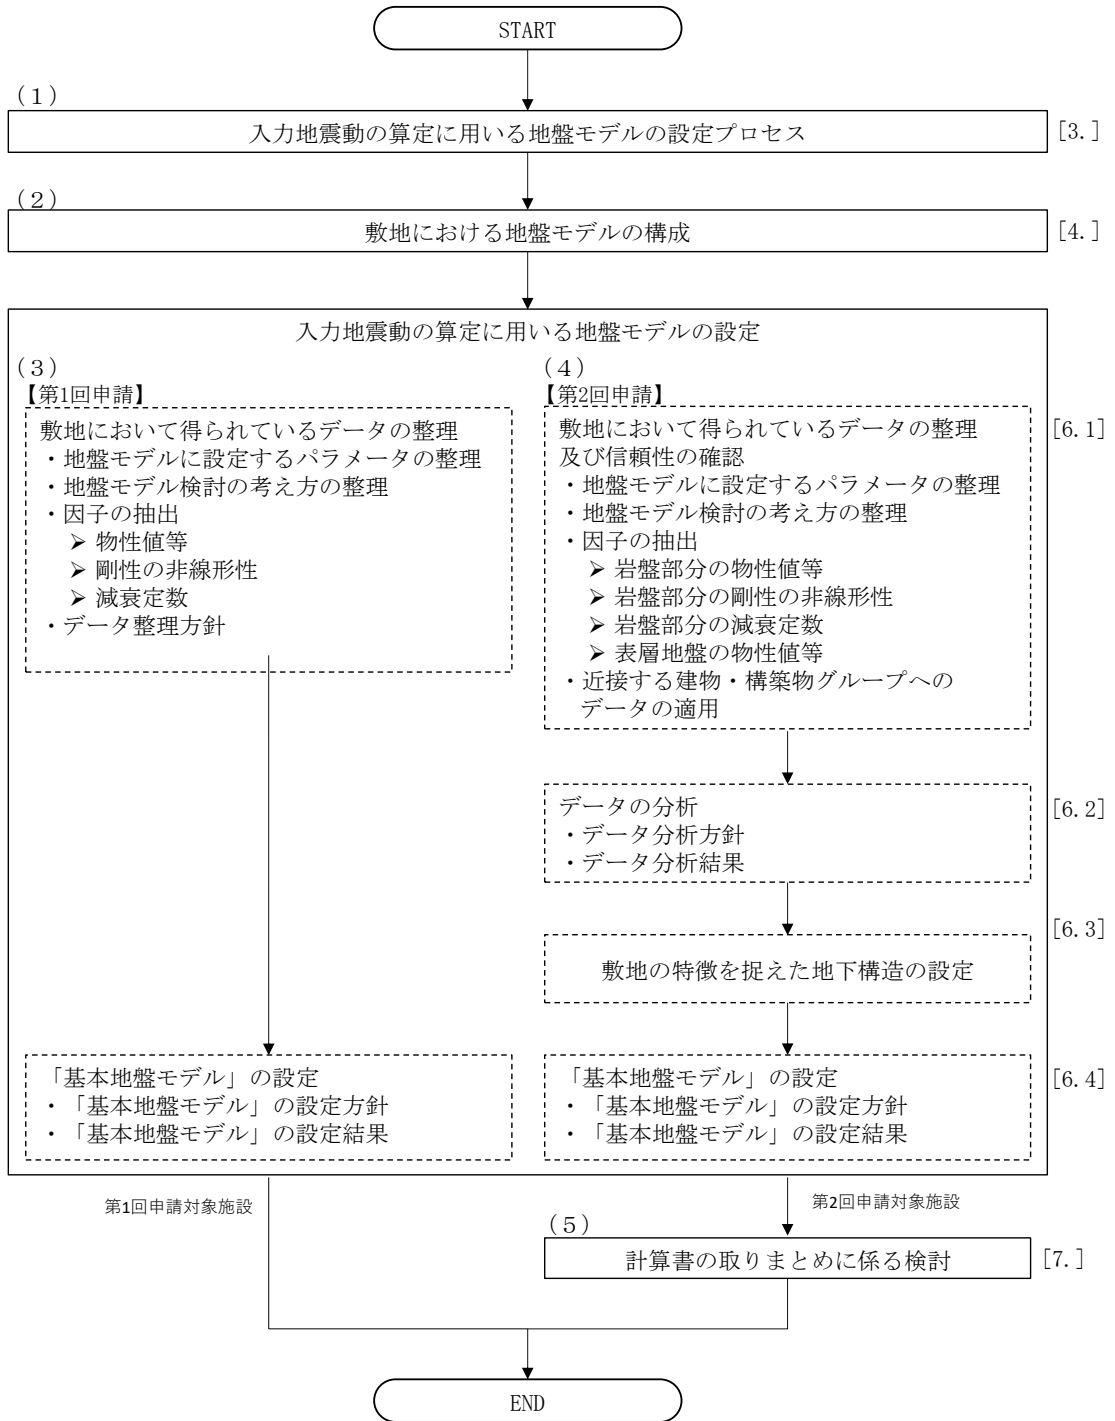 START
(1)
入力地震動の算定に用いる地盤モデルの設定プロセス
[3.]
(2)
敷地における地盤モデルの構成
[4.]
入力地震動の算定に用いる地盤モデルの設定
(3)
【第1回申請】
敷地において得られているデータの整理
・地盤モデルに設定するパラメータの整理
・地盤モデル検討の考え方の整理
・因子の抽出
➢ 物性値等
➢ 剛性の非線形性
➢ 減衰定数
・データ整理方針
(4)
【第2回申請】
敷地において得られているデータの整理
及び信頼性の確認
・地盤モデルに設定するパラメータの整理
・地盤モデル検討の考え方の整理
・因子の抽出
➢ 岩盤部分の物性値等
➢ 岩盤部分の剛性の非線形性
➢ 岩盤部分の減衰定数
➢ 表層地盤の物性値等
・近接する建物・構築物グループへの
データの適用
[6.1]
データの分析
・データ分析方針
・データ分析結果
[6.2]
敷地の特徴を捉えた地下構造の設定
[6.3]
「基本地盤モデル」の設定
・「基本地盤モデル」の設定方針
・「基本地盤モデル」の設定結果
「基本地盤モデル」の設定
・「基本地盤モデル」の設定方針
・「基本地盤モデル」の設定結果
[6.4]
第1回申請対象施設
第2回申請対象施設
(5)
計算書の取りまとめに係る検討
[7.]
END